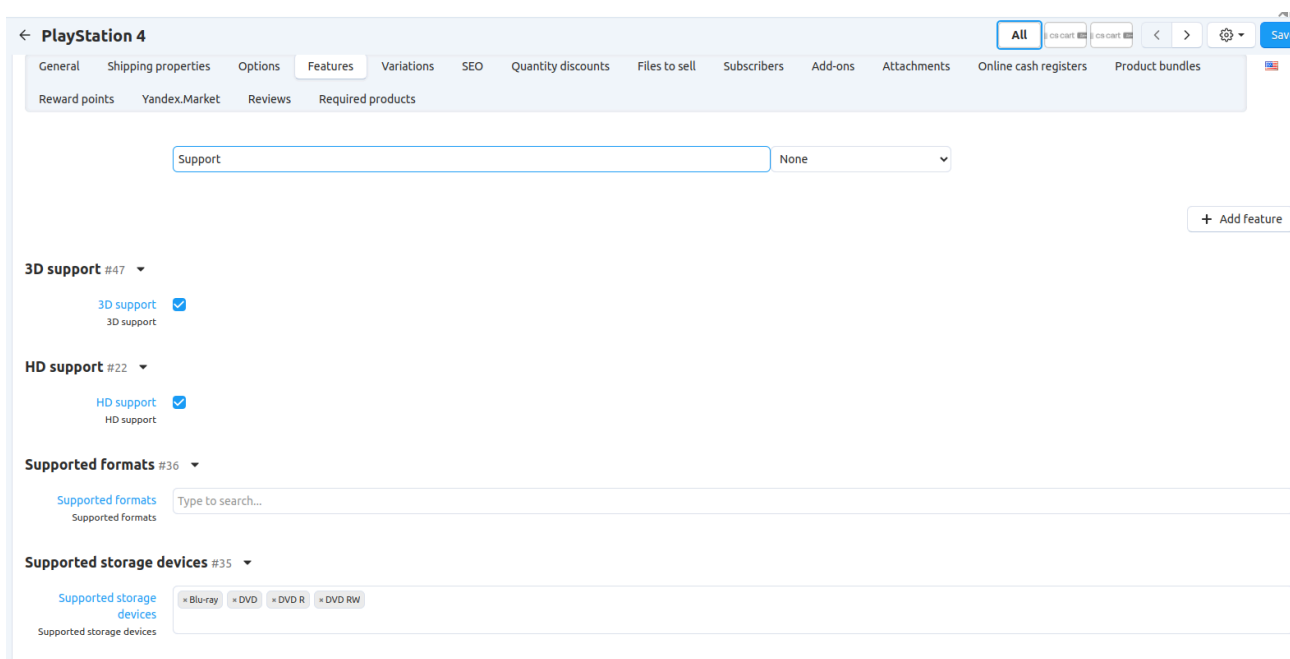 ← PlayStation 4 All cs cart cs cart
General Shipping properties Options Features Variations SEO Quantity discounts Files to sell Subscribers Add-ons Attachments Online cash registers Product bundles
Reward points Yandex.Market Reviews Required products
Support None
+ Add feature
3D support #47
3D support
3D support
HD support #22
HD support
HD support
Supported formats #36
Supported formats Type to search...
Supported formats
Supported storage devices #35
Supported storage × Blu-ray × DVD × DVD R × DVD RW
devices
Supported storage devices